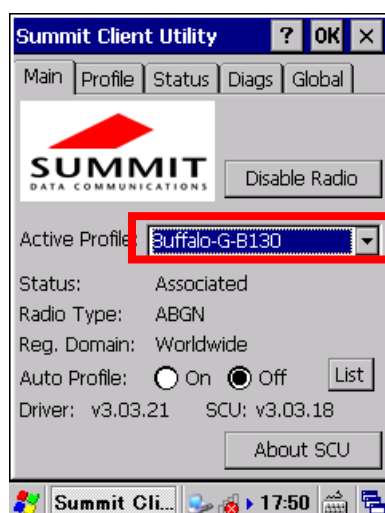 Summit Client Utility ? OK ×
Main Profile Status Diags Global
SUMMIT
DATA COMMUNICATIONS
Disable Radio
Active Profile: Buffalo-G-B130
Status: Associated
Radio Type: ABGN
Reg. Domain: Worldwide
Auto Profile: On Off List
Driver: v3.03.21 SCU: v3.03.18
About SCU
Summit Cli... 17:50